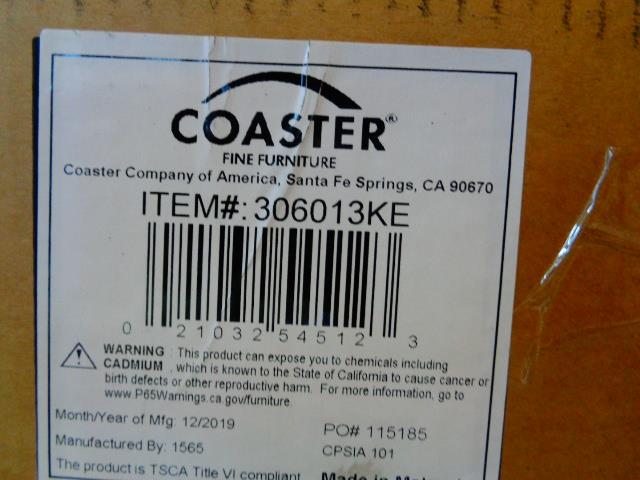 COASTER®
FINE FURNITURE
Coaster Company of America, Santa Fe Springs, CA 90670
ITEM#: 306013KE
0 21032 54512 3
WARNING : This product can expose you to chemicals including
CADMIUM , which is known to the State of California to cause cancer or
birth defects or other reproductive harm. For more information, go to
www.P65Warnings.ca.gov/furniture.
Month/Year of Mfg: 12/2019
PO# 115185
Manufactured By: 1565
CPSIA 101
The product is TSCA Title VI compliant
Made in